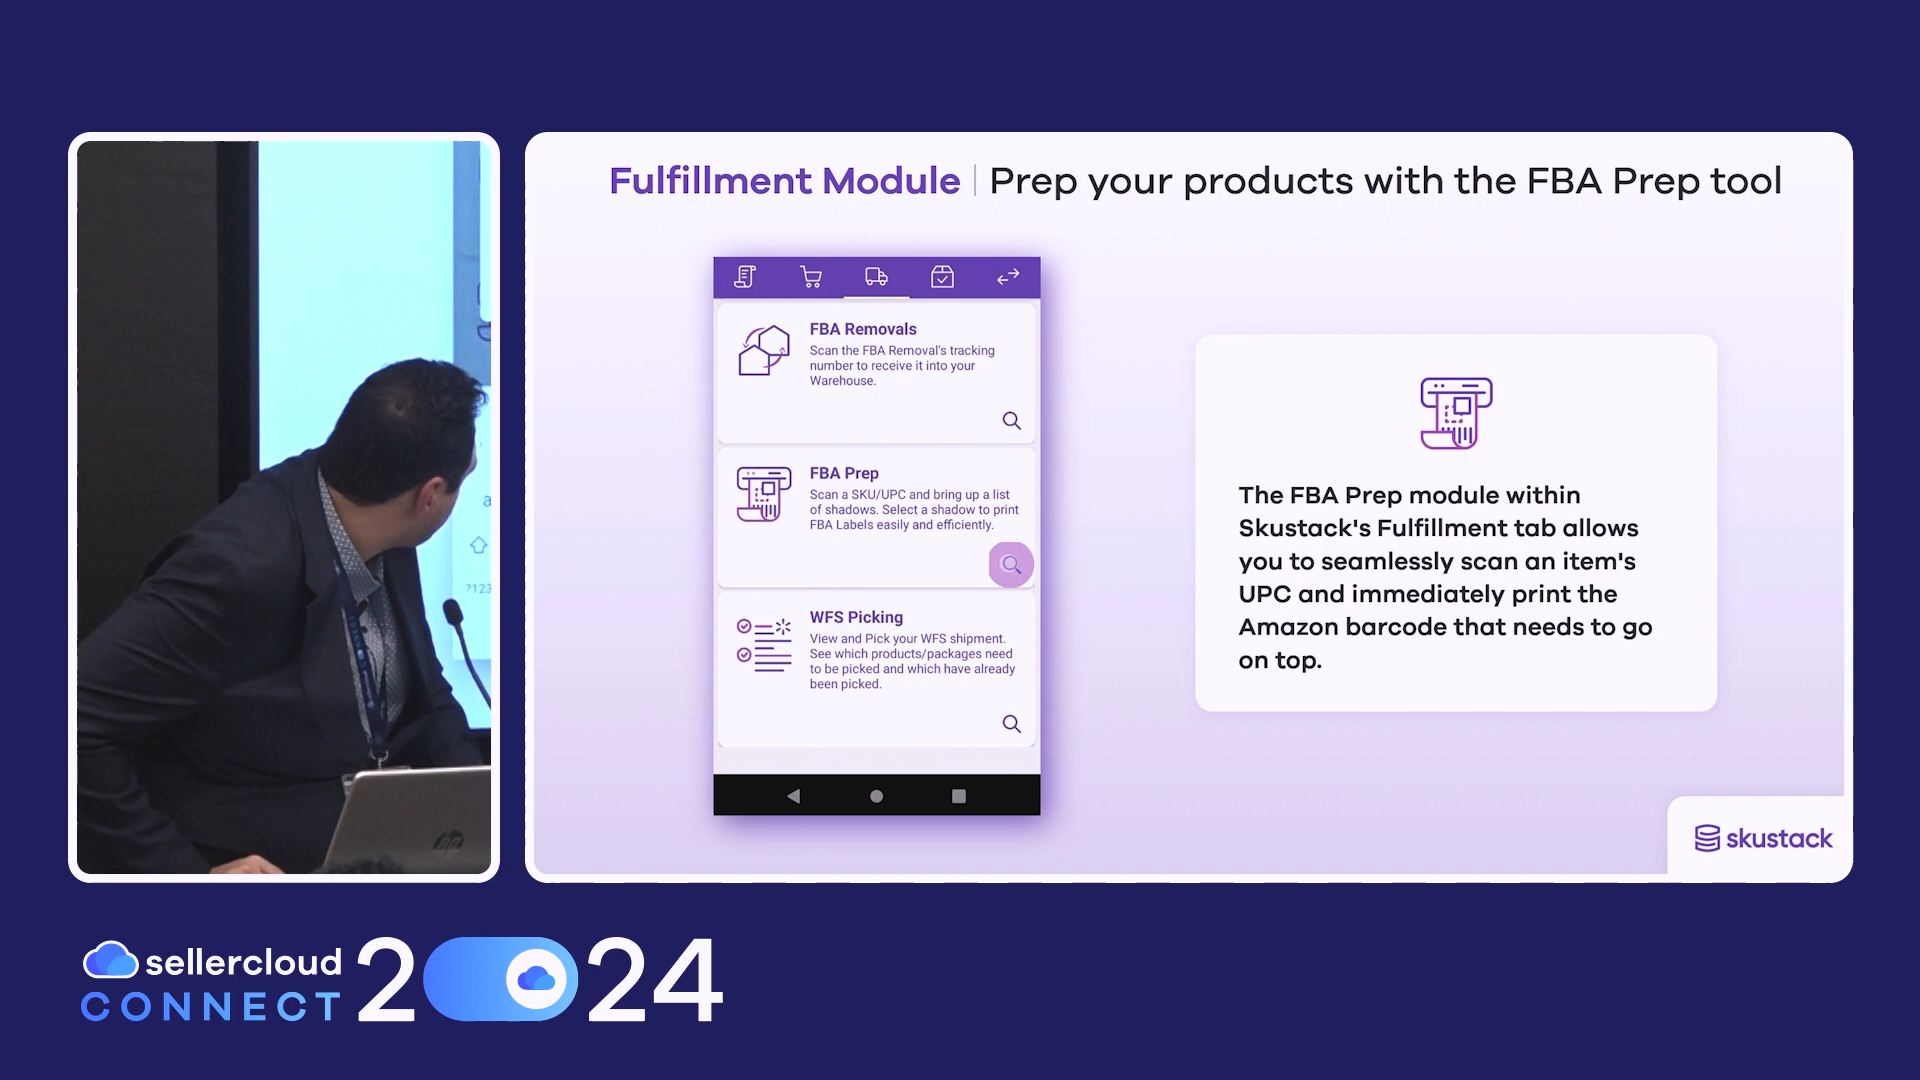 Fulfillment Module | Prep your products with the FBA Prep tool
FBA Removals
Scan the FBA Removal's tracking
number to receive it into your
Warehouse.
FBA Prep
Scan a SKU/UPC and bring up a list
of shadows. Select a shadow to print
FBA Labels easily and efficiently.
WFS Picking
View and Pick your WFS shipment.
See which products/packages need
to be picked and which have already
been picked.
The FBA Prep module within
Skustack's Fulfillment tab allows
you to seamlessly scan an item's
UPC and immediately print the
Amazon barcode that needs to go
on top.
skustack
a
?123
hp
sellercloud
CONNECT
2024